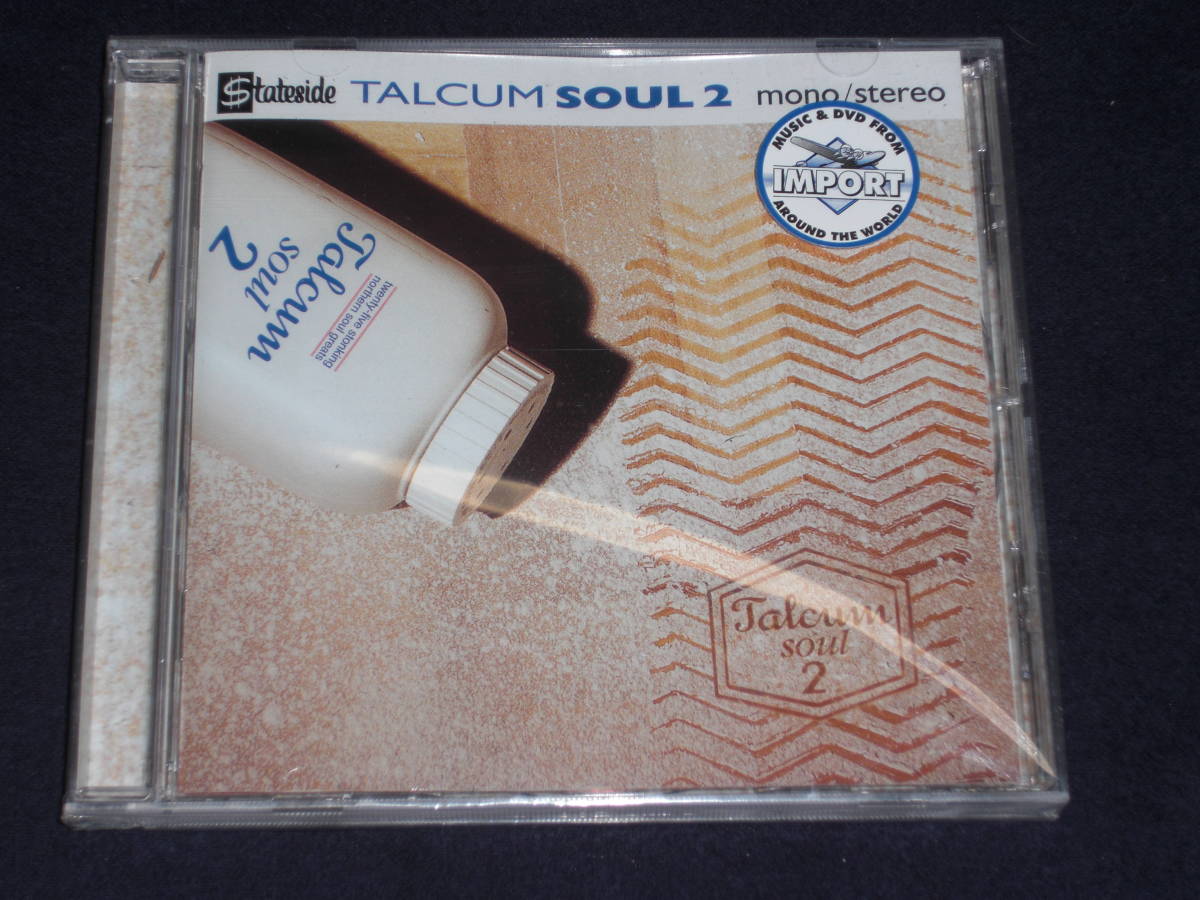 $tateside TALCUM SOUL 2 mono/stereo
MUSIC & DVD FROM
IMPORT
AROUND THE WORLD
Talcum
soul
2
twenty-five stonking
northern soul greats
Talcum
soul
2